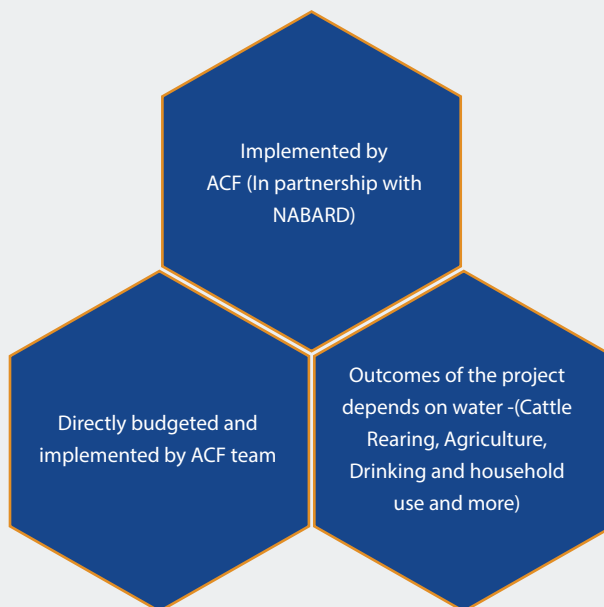 Implemented by
ACF (In partnership with
NABARD)
Directly budgeted and
implemented by ACF team
Outcomes of the project
depends on water -(Cattle
Rearing, Agriculture,
Drinking and household
use and more)